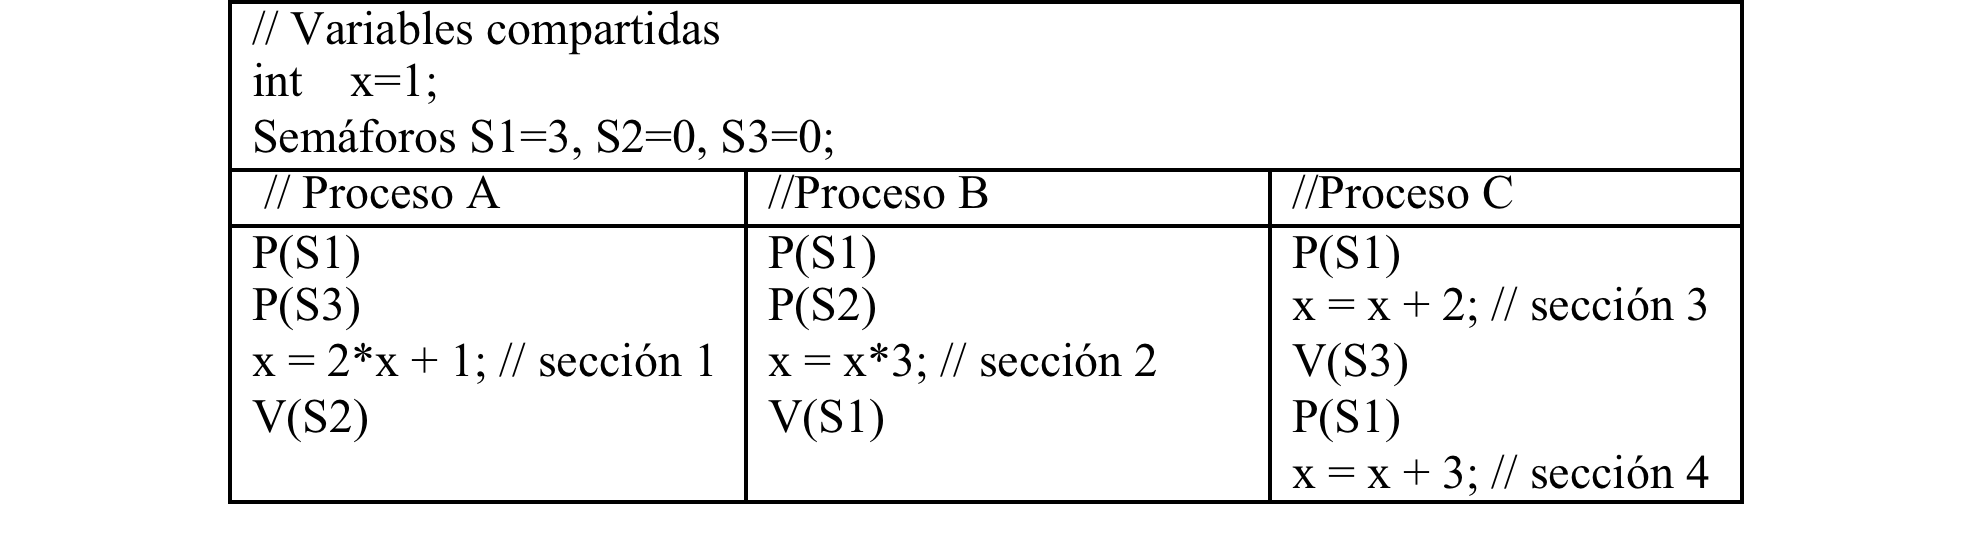 // Variables compartidas
int x=1;
Semáforos S1=3, S2=0, S3=0;
// Proceso A
//Proceso B
//Proceso C
P(S1)
P(S3)
x = 2*x + 1; // sección 1
V(S2)
P(S1)
P(S2)
x = x*3; // sección 2
V(S1)
P(S1)
x = x + 2; // sección 3
V(S3)
P(S1)
x = x + 3; // sección 4